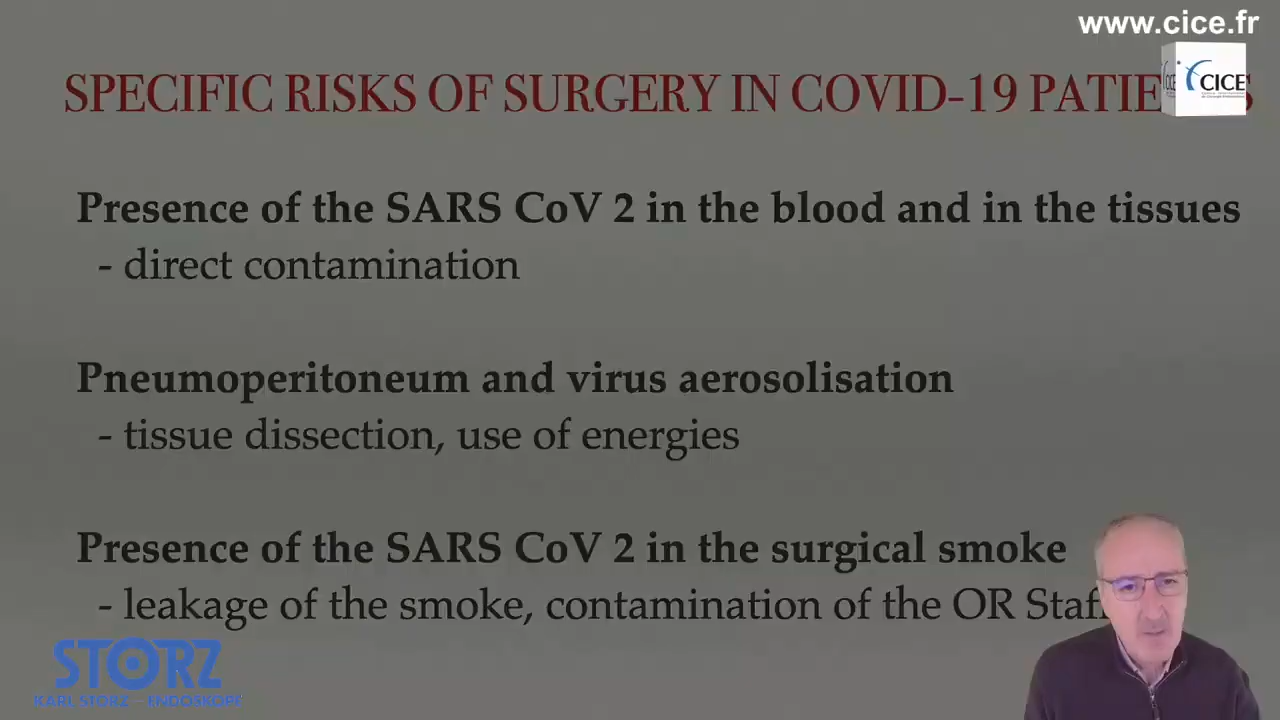 www.cice.fr
SPECIFIC RISKS OF SURGERY IN COVID-19 PATIE S
CICE
Presence of the SARS CoV 2 in the blood and in the tissues
- direct contamination
Pneumoperitoneum and virus aerosolisation
- tissue dissection, use of energies
Presence of the SARS CoV 2 in the surgical smoke
- leakage of the smoke, contamination of the OR Staf
STORZ
KARL STORZ – ENDOSKOPE